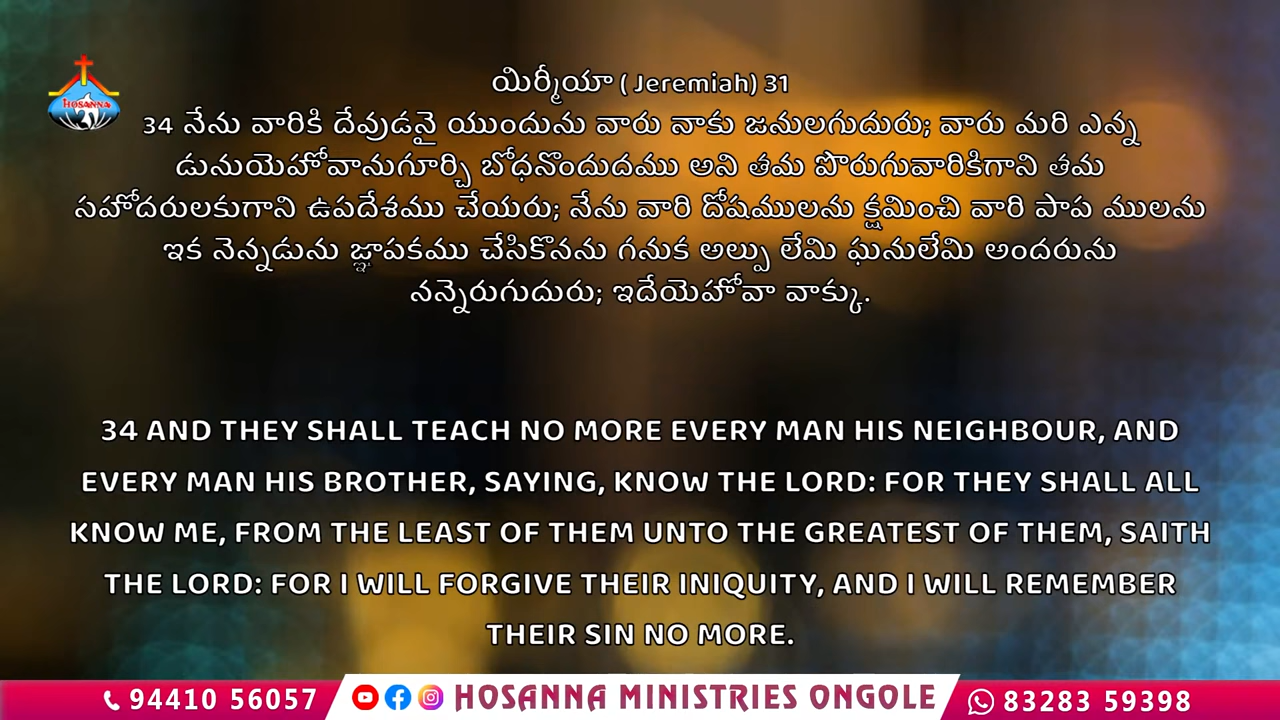 HOSANNA
యిర్మీయా ( Jeremiah) 31
34 నేను వారికి దేవుడనై యుందును వారు నాకు జనులగుదురు; వారు మరి ఎన్న
డునుయెహోవానుగూర్చి బోధనొందుదము అని తమ పొరుగువారికిగాని తమ
సహోదరులకుగాని ఉపదేశము చేయరు; నేను వారి దోషములను క్షమించి వారి పాప ములను
ఇక నెన్నడును జ్ఞాపకము చేసికొనను గనుక అల్పు లేమి ఘనులేమి అందరును
నన్నెరుగుదురు; ఇదేయెహోవా వాక్కు.
34 AND THEY SHALL TEACH NO MORE EVERY MAN HIS NEIGHBOUR, AND
EVERY MAN HIS BROTHER, SAYING, KNOW THE LORD: FOR THEY SHALL ALL
KNOW ME, FROM THE LEAST OF THEM UNTO THE GREATEST OF THEM, SAITH
THE LORD: FOR I WILL FORGIVE THEIR INIQUITY, AND I WILL REMEMBER
THEIR SIN NO MORE.
94410 56057 HOSANNA MINISTRIES ONGOLE 83283 59398